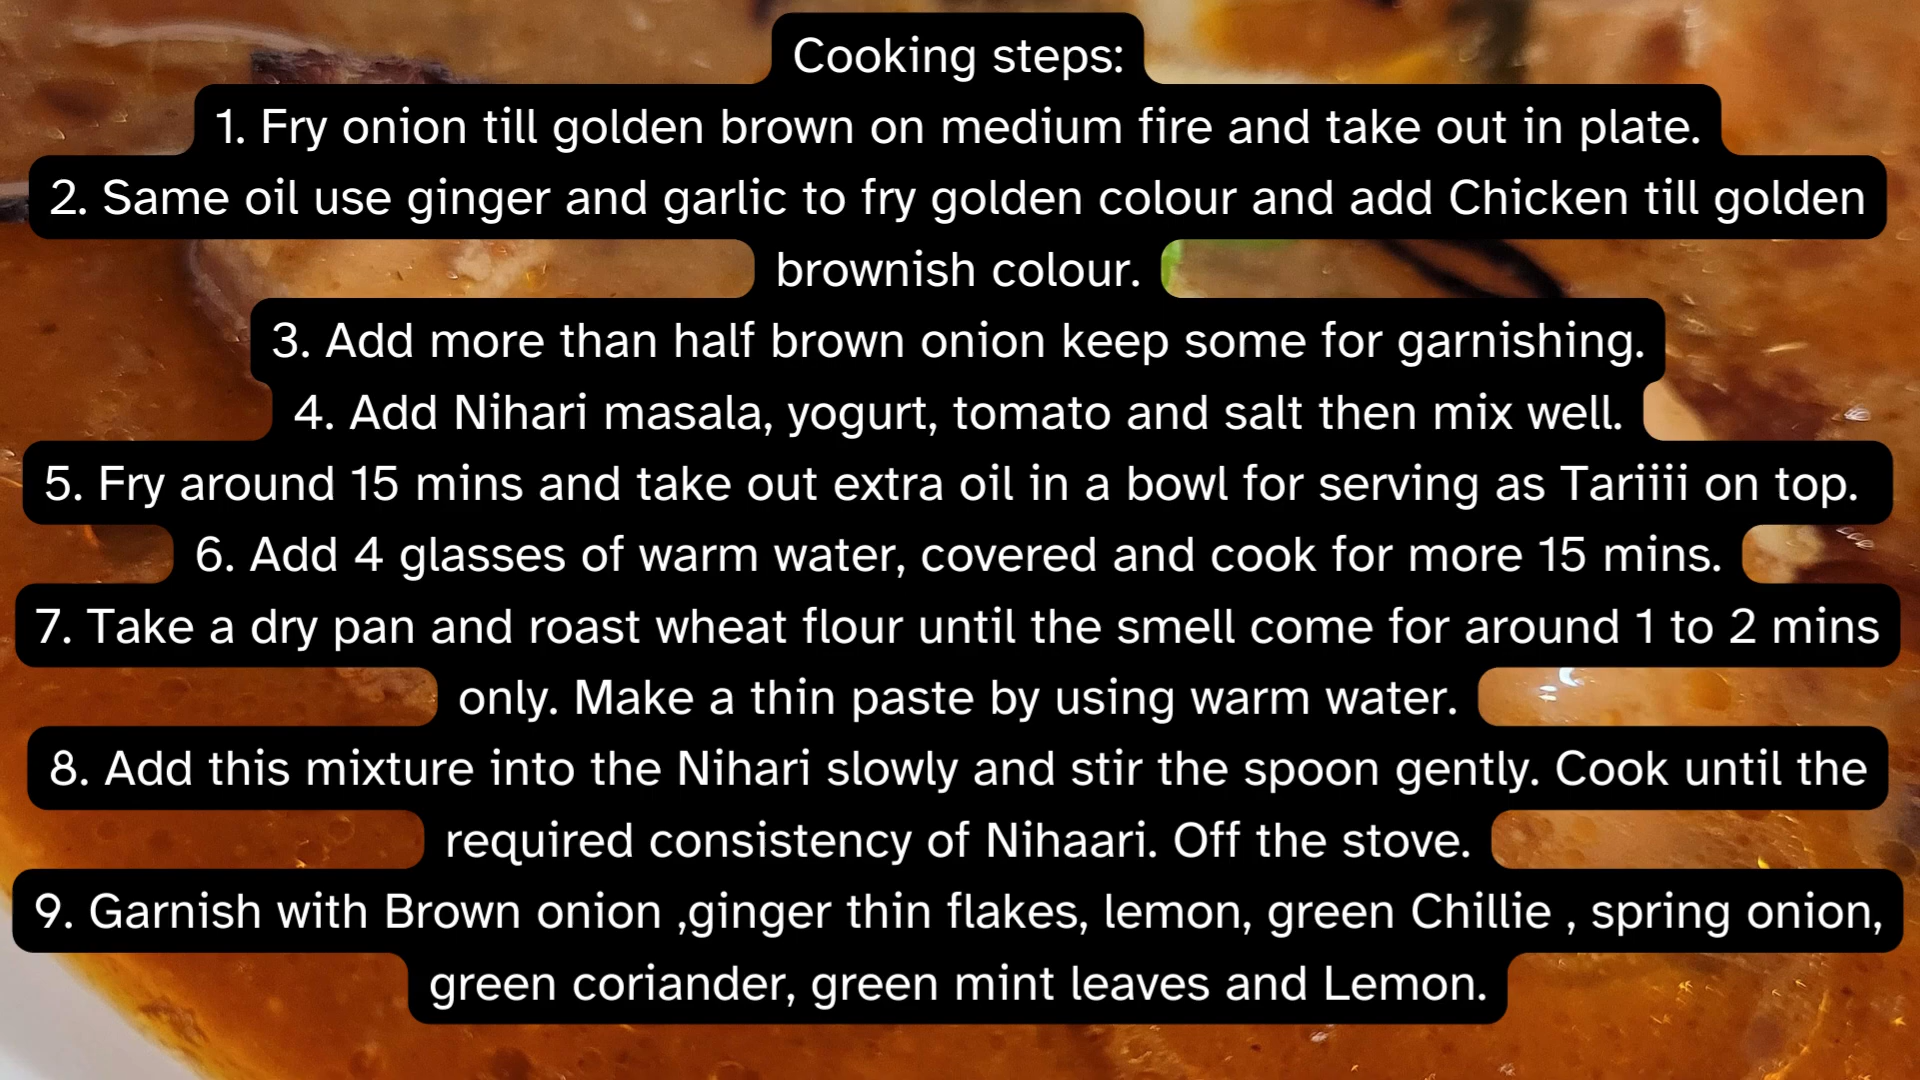 Cooking steps:
1. Fry onion till golden brown on medium fire and take out in plate.
2. Same oil use ginger and garlic to fry golden colour and add Chicken till golden
brownish colour.
3. Add more than half brown onion keep some for garnishing.
4. Add Nihari masala, yogurt, tomato and salt then mix well.
5. Fry around 15 mins and take out extra oil in a bowl for serving as Tariiii on top.
6. Add 4 glasses of warm water, covered and cook for more 15 mins.
7. Take a dry pan and roast wheat flour until the smell come for around 1 to 2 mins
only. Make a thin paste by using warm water.
8. Add this mixture into the Nihari slowly and stir the spoon gently. Cook until the
required consistency of Nihaari. Off the stove.
9. Garnish with Brown onion ,ginger thin flakes, lemon, green Chillie , spring onion,
green coriander, green mint leaves and Lemon.